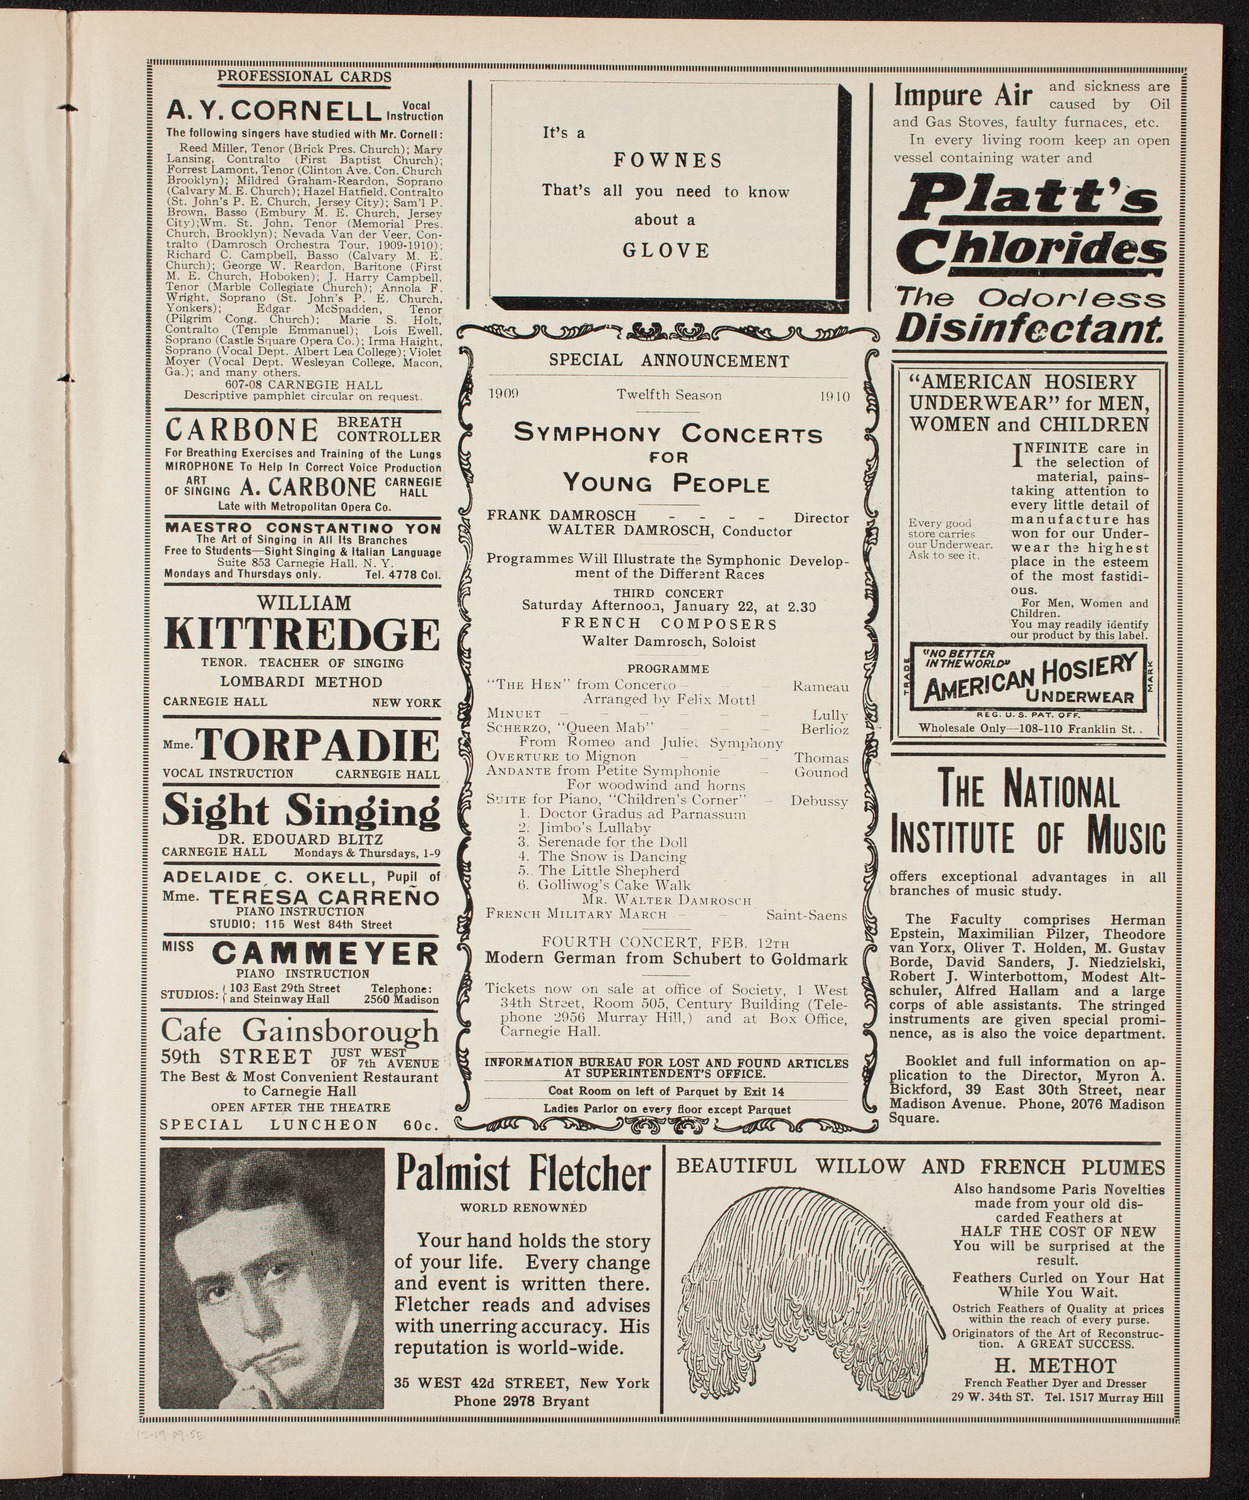 PROFESSIONAL CARDS
A. Y. CORNELL Vocal Instruction
The following singers have studied with Mr. Cornell:
Reed Miller, Tenor (Brick Pres. Church); Mary
Lansing, Contralto (First Baptist Church);
Forrest Lamont, Tenor (Clinton Ave. Con. Church
Brooklyn); Mildred Graham-Reardon, Soprano
(Calvary M. E. Church); Hazel Hatfield, Contralto
(St. John's P. E. Church, Jersey City); Sam'l P.
Brown, Basso (Embury M. E. Church, Jersey
City);Wm. St. John, Tenor (Memorial Pres.
Church, Brooklyn); Nevada Van der Veer, Con-
tralto (Damrosch Orchestra Tour, 1909-1910);
Richard C. Campbell, Basso (Calvary M. E.
Church); George W. Reardon, Baritone (First
M. E. Church, Hoboken); J. Harry Campbell,
Tenor (Marble Collegiate Church); Annola F.
Wright, Soprano (St. John's P. E. Church,
Yonkers); Edgar McSpadden, Tenor
(Pilgrim Cong. Church); Marie S. Holt,
Contralto (Temple Emmanuel); Lois Ewell,
Soprano (Castle Square Opera Co.); Irma Haight,
Soprano (Vocal Dept. Albert Lea College); Violet
Moyer (Vocal Dept. Wesleyan College, Macon,
Ga.); and many others.
607-08 CARNEGIE HALL
Descriptive pamphlet circular on request.
CARBONE BREATH CONTROLLER
For Breathing Exercises and Training of the Lungs
MIROPHONE To Help In Correct Voice Production
ART OF SINGING A. CARBONE CARNEGIE HALL
Late with Metropolitan Opera Co.
MAESTRO CONSTANTINO YON
The Art of Singing in All Its Branches
Free to Students—Sight Singing & Italian Language
Suite 853 Carnegie Hall, N. Y.
Mondays and Thursdays only. Tel. 4778 Col.
WILLIAM
KITTREDGE
TENOR. TEACHER OF SINGING
LOMBARDI METHOD
CARNEGIE HALL NEW YORK
Mme. TORPADIE
VOCAL INSTRUCTION CARNEGIE HALL
Sight Singing
DR. EDOUARD BLITZ
CARNEGIE HALL Mondays & Thursdays, 1-9
ADELAIDE C. OKELL, Pupil of
Mme. TERESA CARREÑO
PIANO INSTRUCTION
STUDIO: 115 West 84th Street
MISS CAMMEYER
PIANO INSTRUCTION
STUDIOS: { 103 East 29th Street Telephone:
and Steinway Hall 2560 Madison
Cafe Gainsborough
59th STREET JUST WEST OF 7th AVENUE
The Best & Most Convenient Restaurant
to Carnegie Hall
OPEN AFTER THE THEATRE
SPECIAL LUNCHEON 60c.
It's a
FOWNES
That's all you need to know
about a
GLOVE
SPECIAL ANNOUNCEMENT
1909 Twelfth Season 1910
SYMPHONY CONCERTS
FOR
YOUNG PEOPLE
FRANK DAMROSCH - - - - Director
WALTER DAMROSCH, Conductor
Programmes Will Illustrate the Symphonic Develop-
ment of the Different Races
THIRD CONCERT
Saturday Afternoon, January 22, at 2.30
FRENCH COMPOSERS
Walter Damrosch, Soloist
PROGRAMME
"THE HEN" from Concerto – – Rameau
Arranged by Felix Mottl
MINUET – – – – – – Lully
SCHERZO, "Queen Mab" – – – Berlioz
From Romeo and Juliet Symphony
OVERTURE to Mignon – – – Thomas
ANDANTE from Petite Symphonie – Gounod
For woodwind and horns
SUITE for Piano, "Children's Corner" – Debussy
1. Doctor Gradus ad Parnassum
2. Jimbo's Lullaby
3. Serenade for the Doll
4. The Snow is Dancing
5. The Little Shepherd
6. Golliwog's Cake Walk
MR. WALTER DAMROSCH
FRENCH MILITARY MARCH – – Saint-Saens
FOURTH CONCERT, FEB. 12TH
Modern German from Schubert to Goldmark
Tickets now on sale at office of Society, 1 West
34th Street, Room 505, Century Building (Tele-
phone 2956 Murray Hill,) and at Box Office,
Carnegie Hall.
INFORMATION BUREAU FOR LOST AND FOUND ARTICLES
AT SUPERINTENDENT'S OFFICE.
Coat Room on left of Parquet by Exit 14
Ladies Parlor on every floor except Parquet
Impure Air and sickness are
caused by Oil
and Gas Stoves, faulty furnaces, etc.
In every living room keep an open
vessel containing water and
Platt's
Chlorides
The Odorless
Disinfectant.
"AMERICAN HOSIERY
UNDERWEAR" for MEN,
WOMEN and CHILDREN
INFINITE care in
the selection of
material, pains-
taking attention to
every little detail of
manufacture has
won for our Under-
wear the highest
place in the esteem
of the most fastidi-
ous.
For Men, Women and
Children.
You may readily identify
our product by this label.
Every good
store carries
our Underwear.
Ask to see it.
TRADE MARK
"NO BETTER
IN THE WORLD"
AMERICAN HOSIERY
UNDERWEAR
REG. U. S. PAT. OFF.
Wholesale Only—108-110 Franklin St.
THE NATIONAL
INSTITUTE OF MUSIC
offers exceptional advantages in all
branches of music study.
The Faculty comprises Herman
Epstein, Maximilian Pilzer, Theodore
van Yorx, Oliver T. Holden, M. Gustav
Borde, David Sanders, J. Niedzielski,
Robert J. Winterbottom, Modest Alt-
schuler, Alfred Hallam and a large
corps of able assistants. The stringed
instruments are given special promi-
nence, as is also the voice department.
Booklet and full information on ap-
plication to the Director, Myron A.
Bickford, 39 East 30th Street, near
Madison Avenue. Phone, 2076 Madison
Square.
Palmist Fletcher
WORLD RENOWNED
Your hand holds the story
of your life. Every change
and event is written there.
Fletcher reads and advises
with unerring accuracy. His
reputation is world-wide.
35 WEST 42d STREET, New York
Phone 2978 Bryant
BEAUTIFUL WILLOW AND FRENCH PLUMES
Also handsome Paris Novelties
made from your old dis-
carded Feathers at
HALF THE COST OF NEW
You will be surprised at the
result.
Feathers Curled on Your Hat
While You Wait.
Ostrich Feathers of Quality at prices
within the reach of every purse.
Originators of the Art of Reconstruc-
tion. A GREAT SUCCESS.
H. METHOT
French Feather Dyer and Dresser
29 W. 34th ST. Tel. 1517 Murray Hill
12-19-09-SE